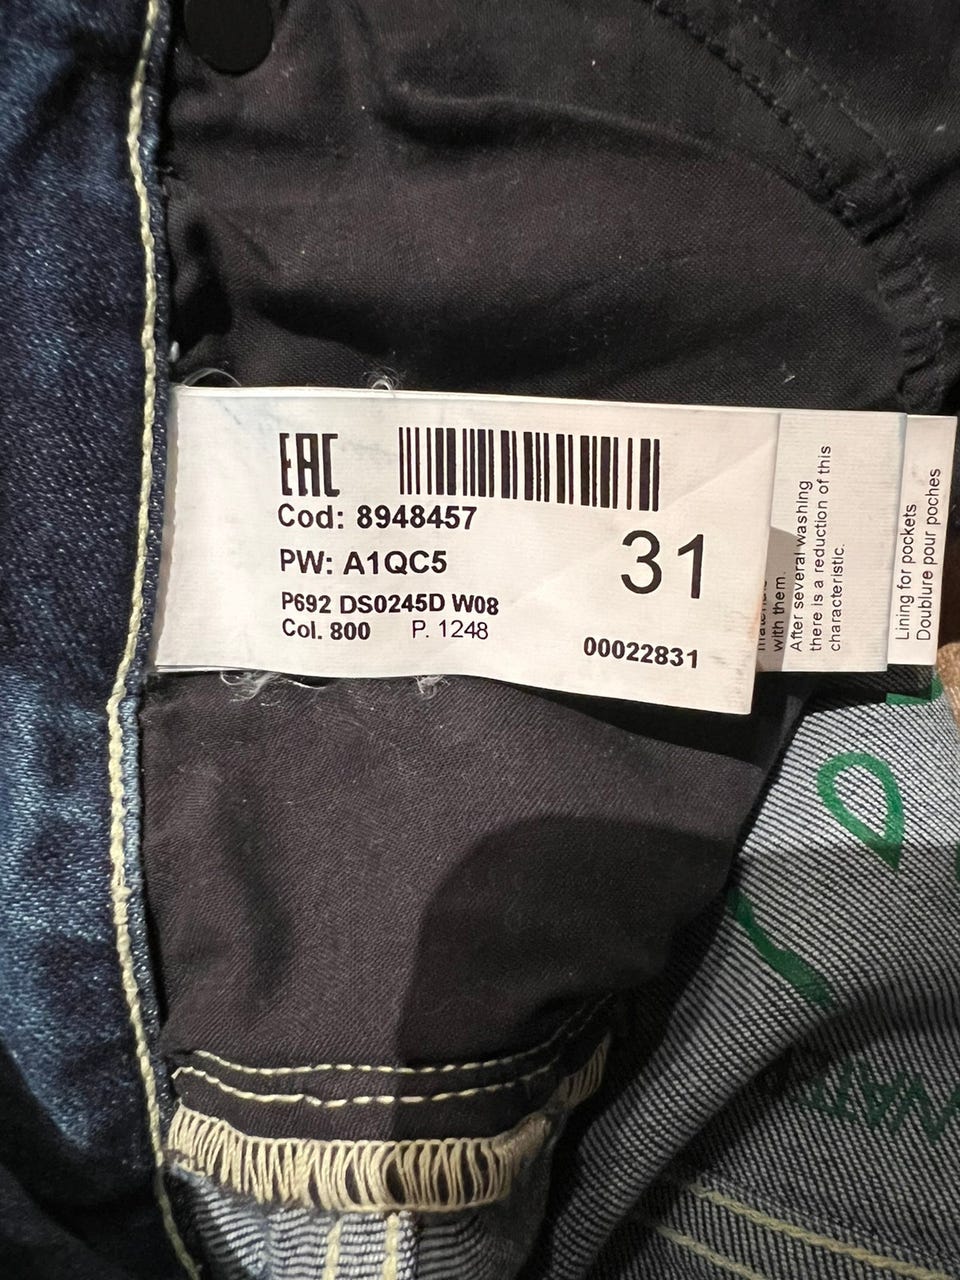 EAC
Cod: 8948457
PW: A1QC5
31
P692 DS0245D W08
Col. 800 P. 1248
00022831
with them.
After several washing
there is a reduction of this
characteristic.
Lining for pockets
Doublure pour poches